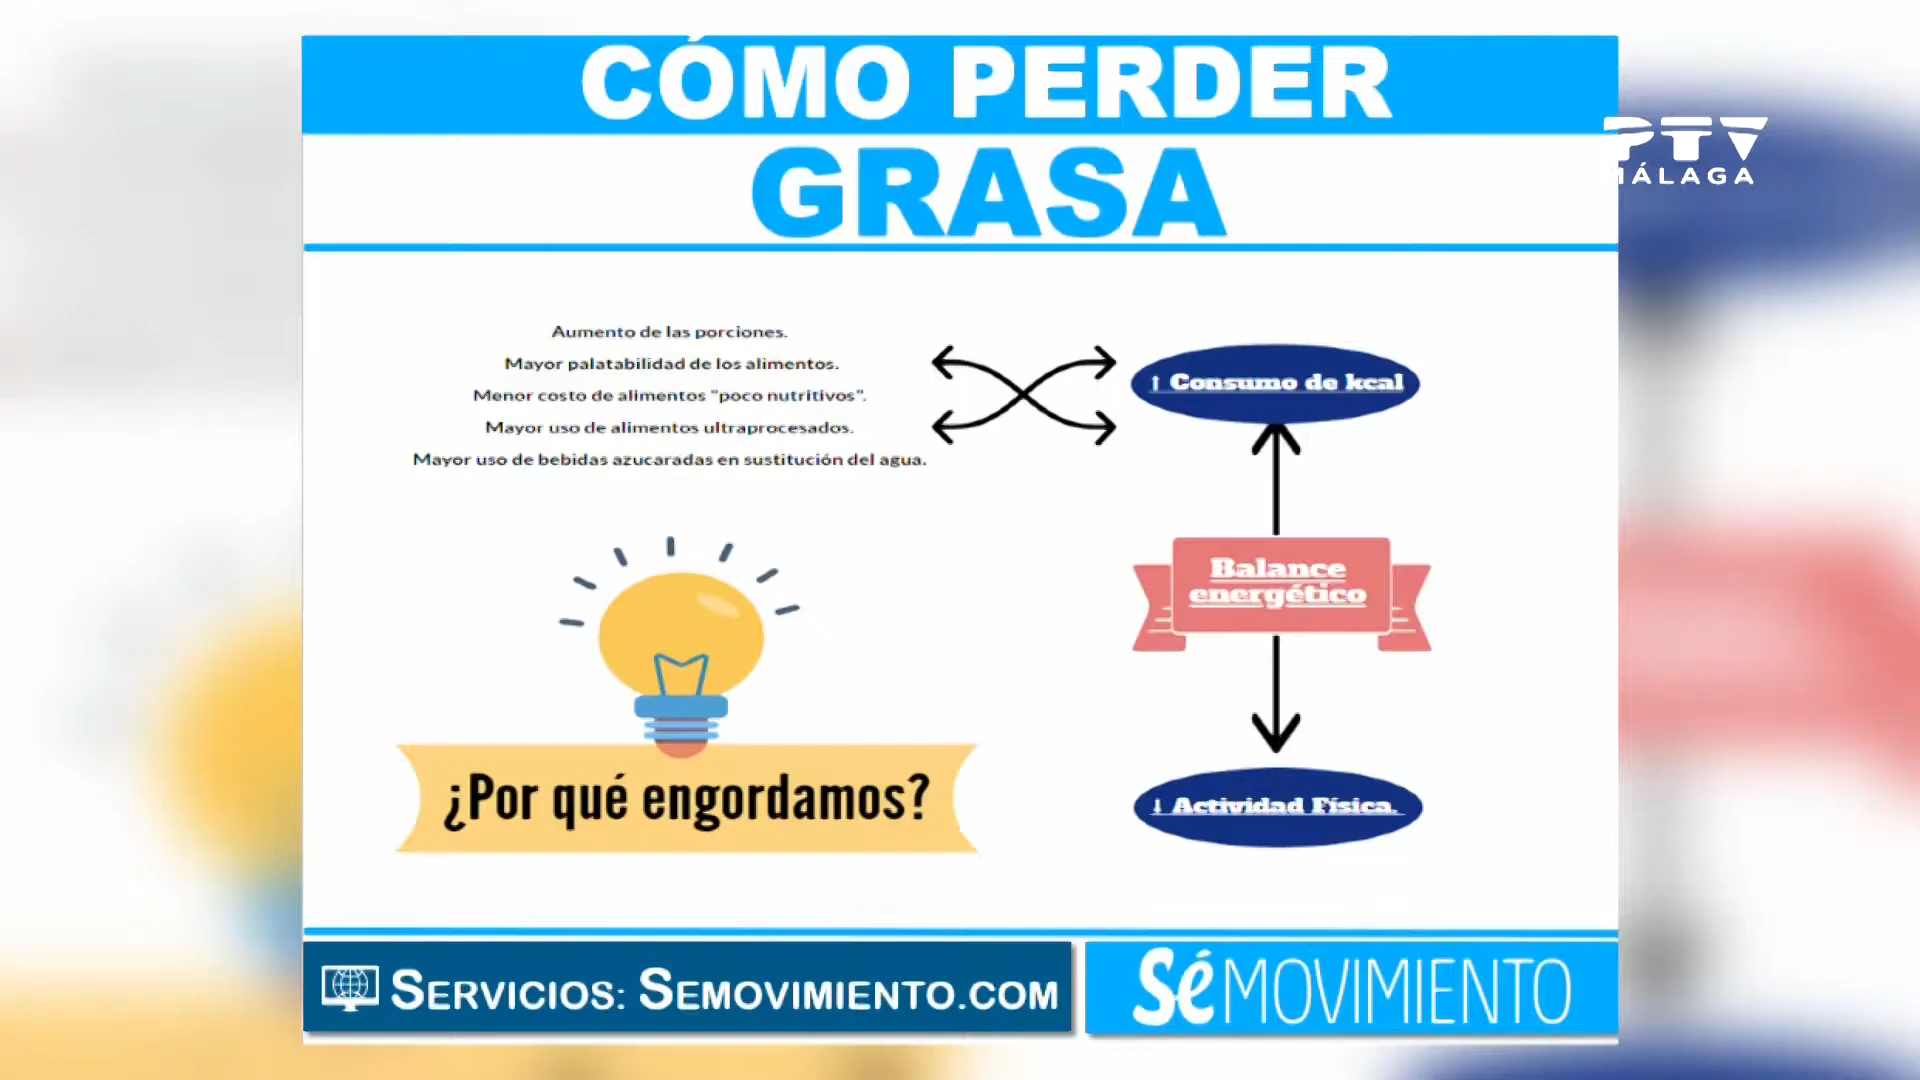 CÓMO PERDER
GRASA
PTV
MÁLAGA
Aumento de las porciones.
Mayor palatabilidad de los alimentos.
Menor costo de alimentos "poco nutritivos".
Mayor uso de alimentos ultraprocesados.
Mayor uso de bebidas azucaradas en sustitución del agua.
↑ Consumo de kcal
Balance
energético
¿Por qué engordamos?
↓ Actividad Física.
SERVICIOS: SEMOVIMIENTO.COM
SéMOVIMIENTO